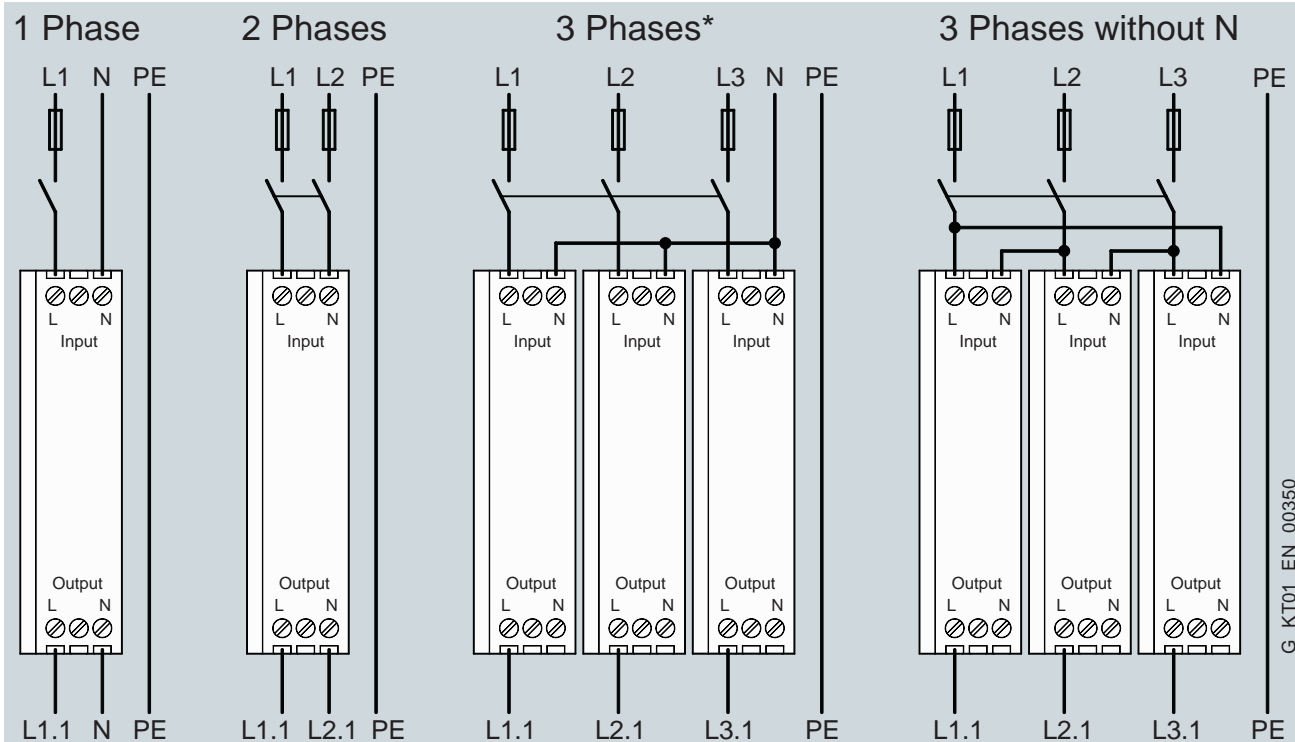 1 Phase 2 Phases 3 Phases* 3 Phases without N
L1 N PE L1 L2 PE L1 L2 L3 N PE L1 L2 L3 PE
L N L N L N L N L N L N L N L N
Input Input Input Input Input Input Input Input
Output Output Output Output Output Output Output Output
L N L N L N L N L N L N L N L N
L1.1 N PE L1.1 L2.1 PE L1.1 L2.1 L3.1 PE L1.1 L2.1 L3.1 PE
G_KT01_EN_00350